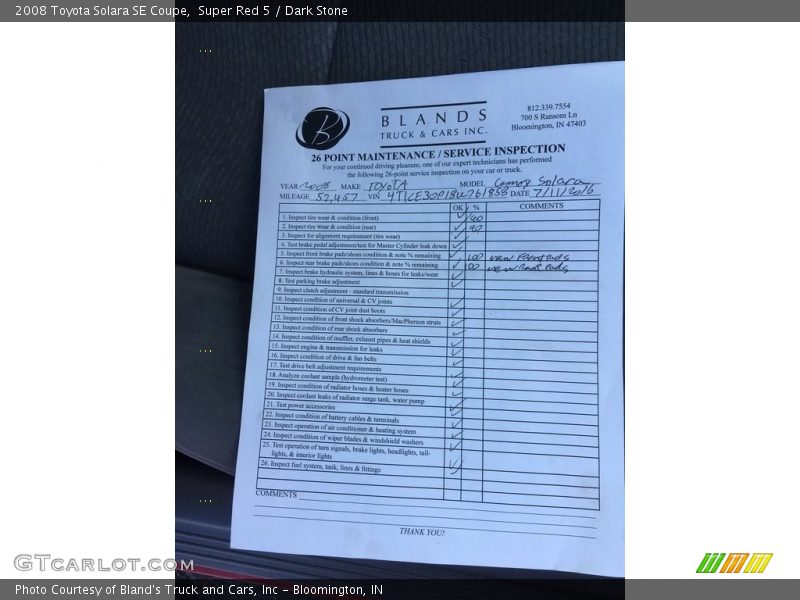 2008 Toyota Solara SE Coupe,  Super Red 5  / Dark Stone
BLANDS
TRUCK & CARS INC.
812.339.7554
700 S Ransom Ln
Bloomington, IN 47403
26 POINT MAINTENANCE / SERVICE INSPECTION
For your continued driving pleasure, one of our expert technicians has performed
the following 26-point service inspection on your car or truck.
YEAR 2008 MAKE TOYOTA MODEL Camry Solara
MILEAGE 52,457 VIN DATE 7/11/2016
OK % COMMENTS
1. Inspect tire wear & condition (front) 90
2. Inspect tire wear & condition (rear) 90
3. Inspect for alignment requirement (tire wear)
4. Test brake pedal adjustment/test for Master Cylinder leak down
5. Inspect front brake pads/shoes condition & note % remaining 100 new Front Pads
6. Inspect rear brake pads/shoes condition & note % remaining 100 new Pads
7. Inspect brake hydraulic system, lines & hoses for leaks/wear
8. Test parking brake adjustment
9. Inspect clutch adjustment - standard transmission
10. Inspect condition of universal & CV joints
11. Inspect condition of CV joint dust boots
12. Inspect condition of front shock absorbers/MacPherson struts
13. Inspect condition of rear shock absorbers
14. Inspect condition of muffler, exhaust pipes & heat shields
15. Inspect engine & transmission for leaks
16. Inspect condition of drive & fan belts
17. Test drive belt adjustment requirements
18. Analyze coolant sample (hydrometer test)
19. Inspect condition of radiator hoses & heater hoses
20. Inspect coolant leaks of radiator surge tank, water pump
21. Test power accessories
22. Inspect condition of battery cables & terminals
23. Inspect operation of air conditioner & heating system
24. Inspect condition of wiper blades & windshield washers
25. Test operation of turn signals, brake lights, headlights, tail-
lights, & interior lights
26. Inspect fuel system, tank, lines & fittings
COMMENTS
THANK YOU!
GTCarlot.com
Photo Courtesy of Bland's Truck and Cars, Inc – Bloomington, IN